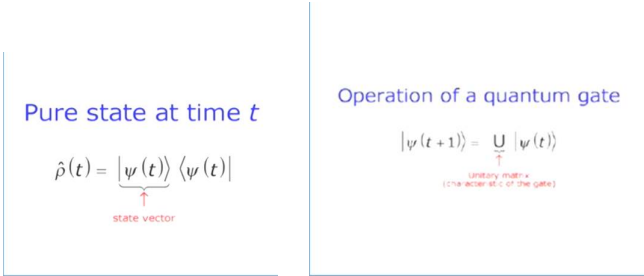 Pure state at time t
ρ̂(t) = |ψ(t)⟩ ⟨ψ(t)|
state vector
Operation of a quantum gate
|ψ(t+1)⟩ = U |ψ(t)⟩
Unitary matrix
(characteristic of the gate)